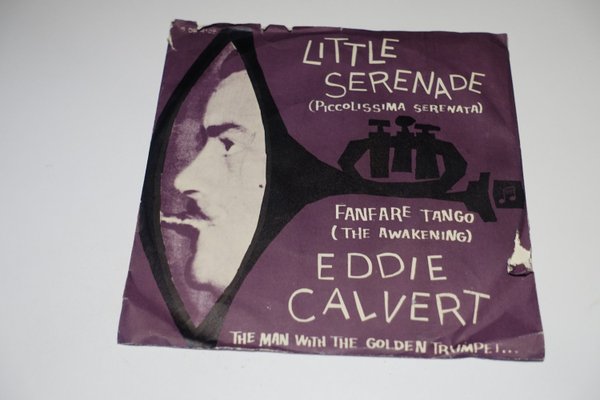 LITTLE
SERENADE
(PICCOLISSIMA SERENATA)
FANFARE TANGO
(THE AWAKENING)
EDDIE
CALVERT
THE MAN WITH THE GOLDEN TRUMPET...